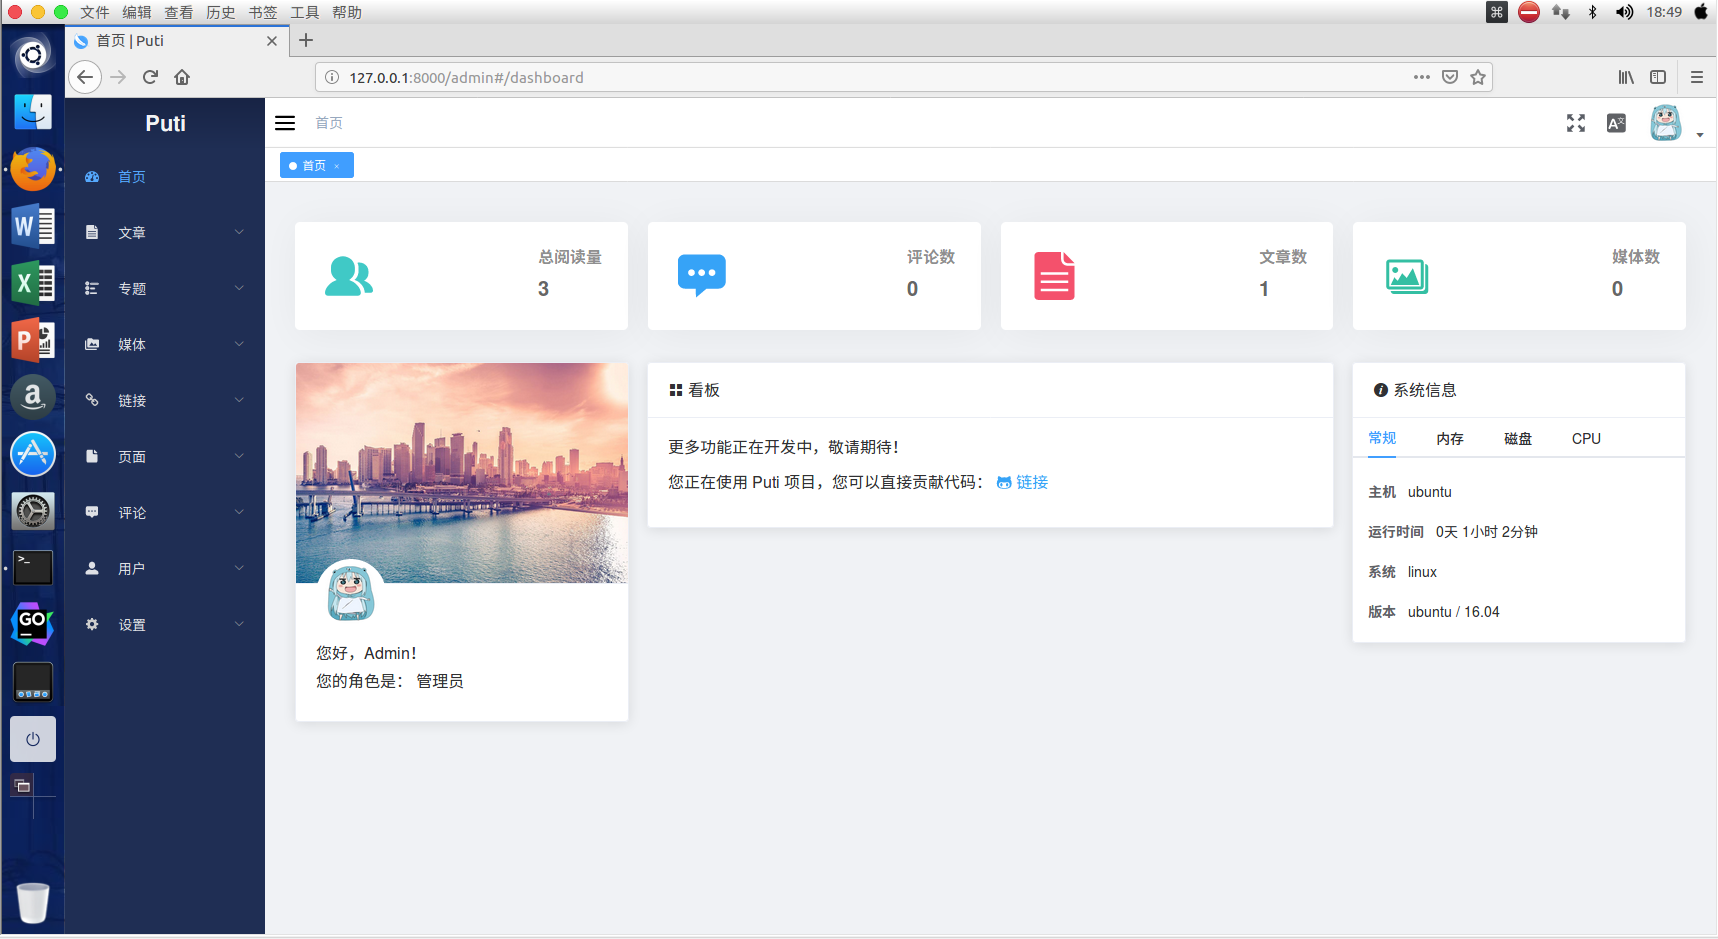 文件 编辑 查看 历史 书签 工具 帮助
18:49
首页 | Puti
127.0.0.1:8000/admin#/dashboard
Puti
首页
文章
专题
媒体
链接
页面
评论
用户
设置
首页
首页
总阅读量
3
评论数
0
文章数
1
媒体数
0
看板
更多功能正在开发中，敬请期待！
您正在使用 Puti 项目，您可以直接贡献代码： 链接
系统信息
常规 内存 磁盘 CPU
主机 ubuntu
运行时间 0天 1小时 2分钟
系统 linux
版本 ubuntu / 16.04
您好，Admin！
您的角色是： 管理员
W
X
P
a
GO